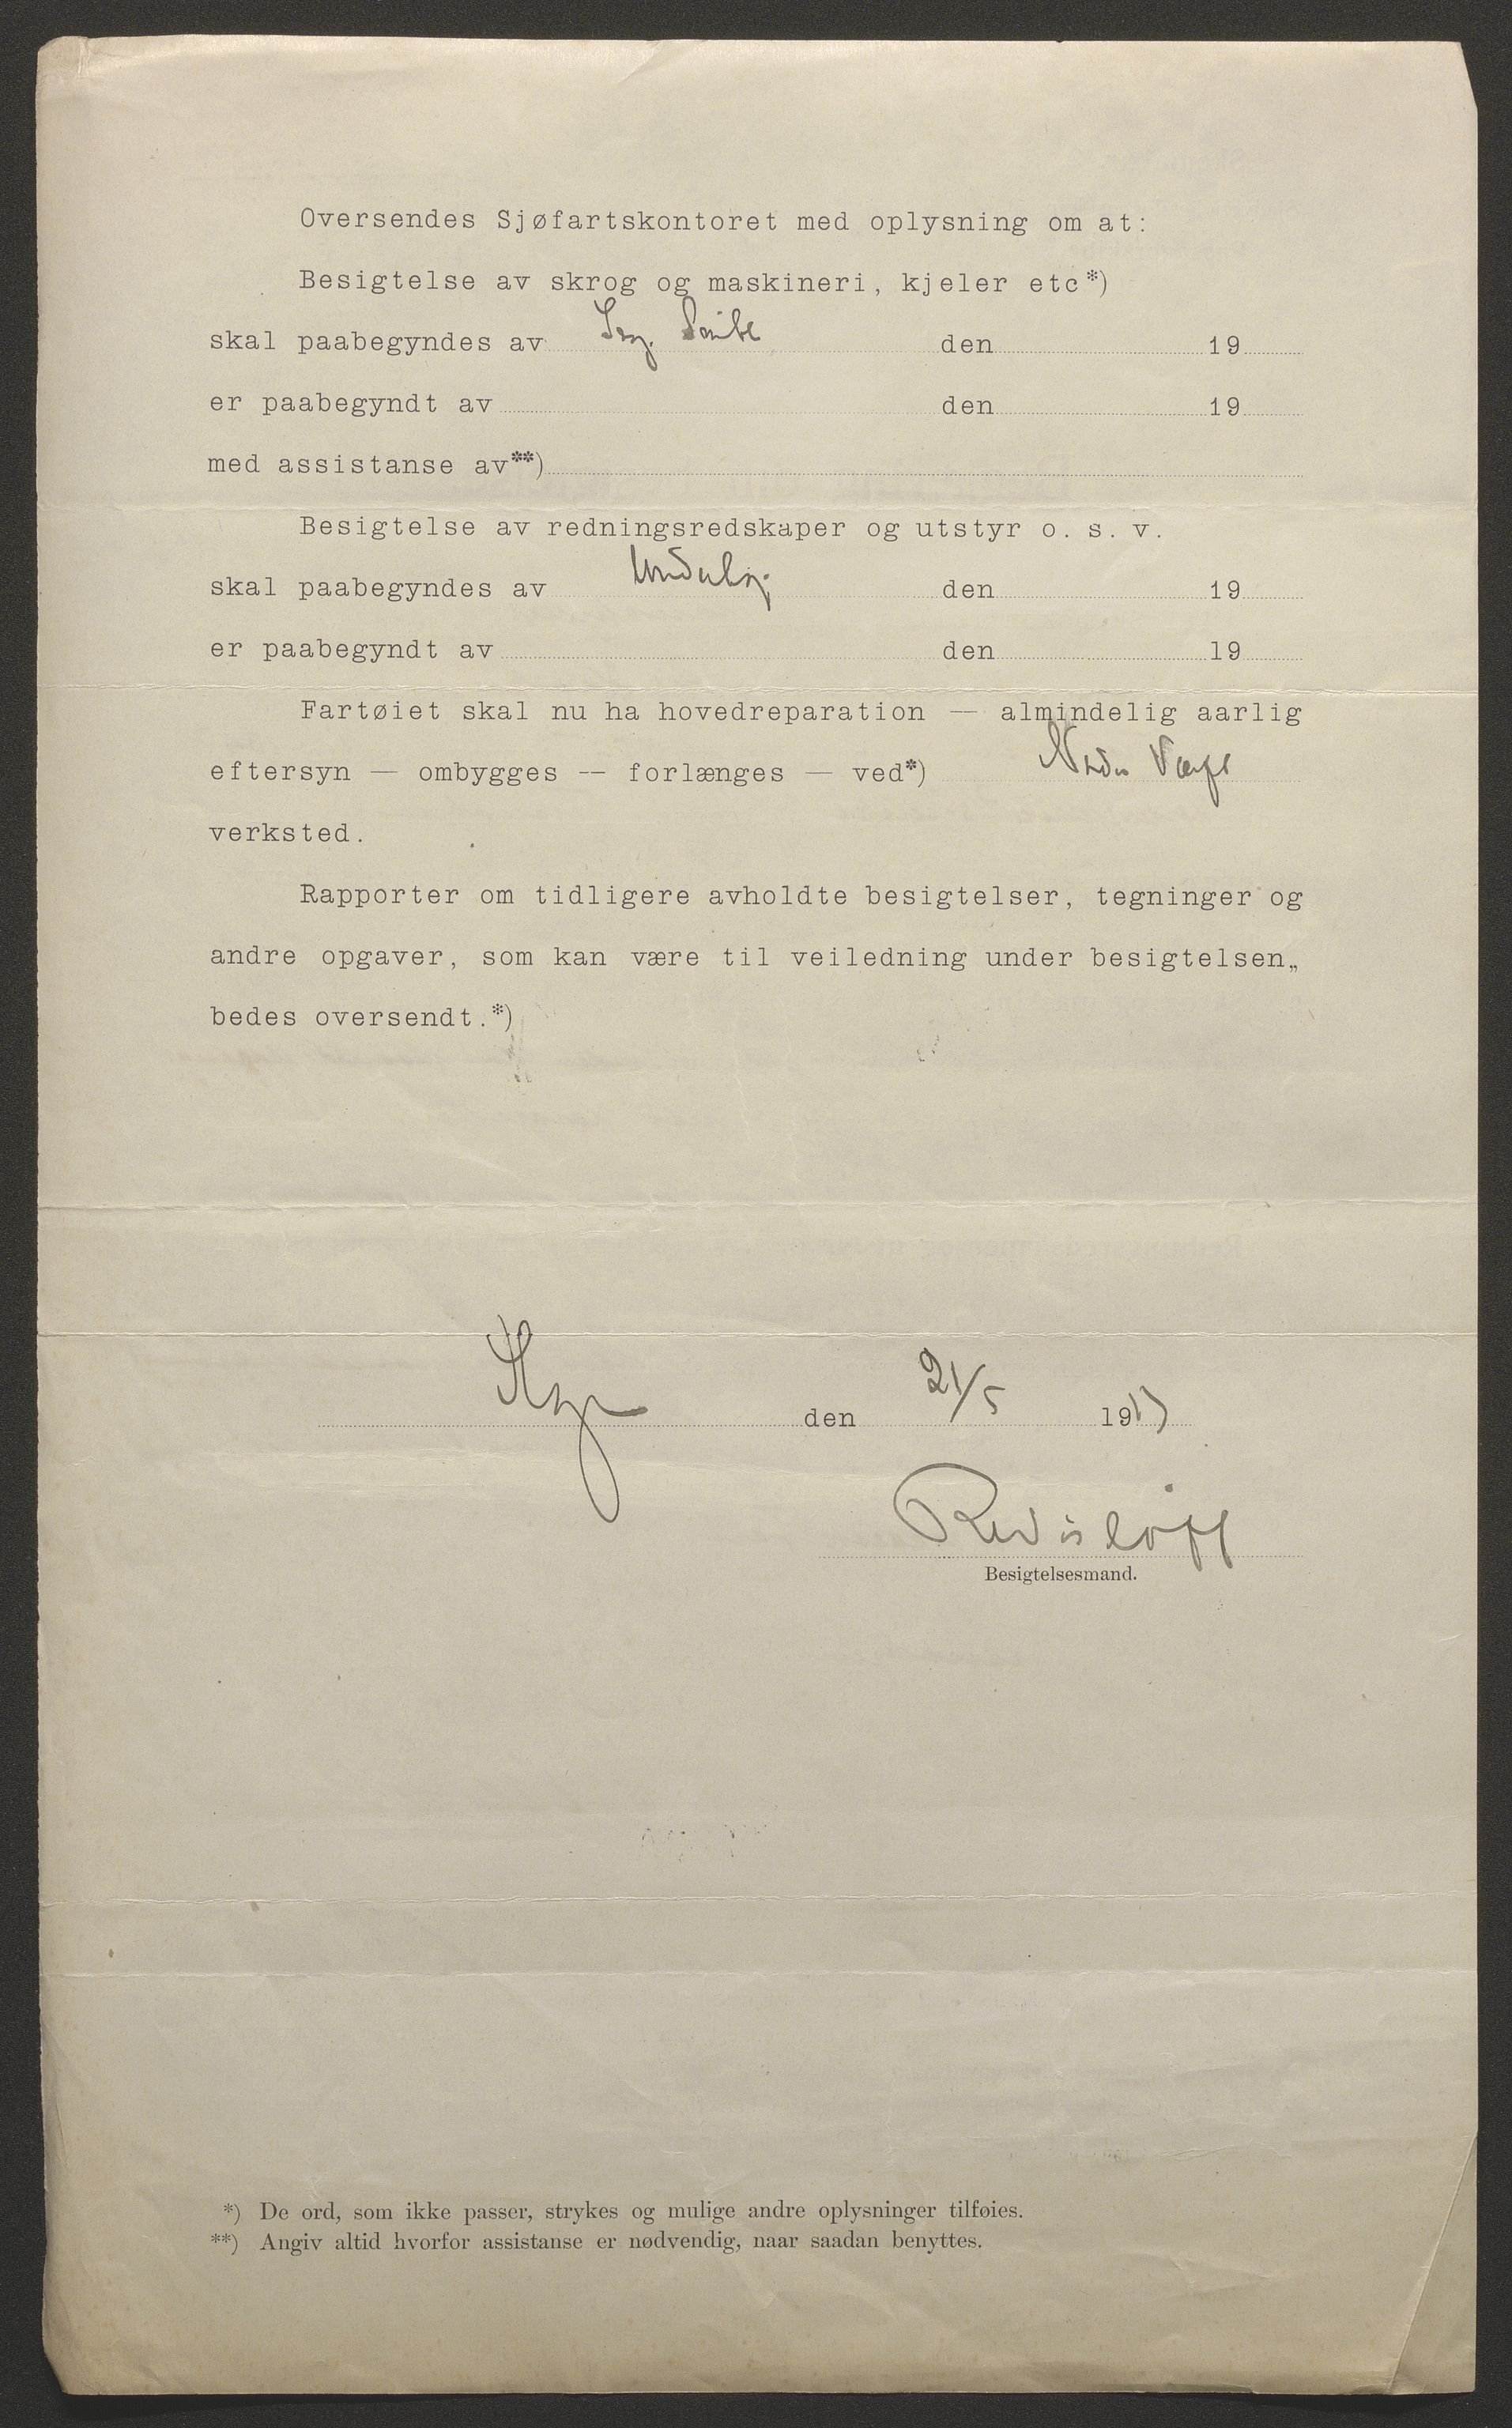 Oversendes Sjøfartskontoret med oplysning om at:
Besigtelse av skrog og maskineri, kjeler etc*)
skal paabegyndes av Ing. den 19
er paabegyndt av den 19
med assistanse av**)
Besigtelse av redningsredskaper og utstyr o. s. v.
skal paabegyndes av den 19
er paabegyndt av den 19
Fartøiet skal nu ha hovedreparation — almindelig aarlig
eftersyn — ombygges -- forlænges — ved*)
verksted.
Rapporter om tidligere avholdte besigtelser, tegninger og
andre opgaver, som kan være til veiledning under besigtelsen„
bedes oversendt.*)
den 21/5 1917
Besigtelsesmand.
*) De ord, som ikke passer, strykes og mulige andre oplysninger tilføies.
**) Angiv altid hvorfor assistanse er nødvendig, naar saadan benyttes.